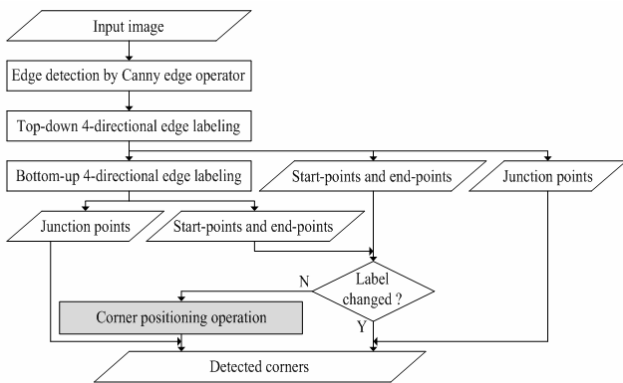 Input image
Edge detection by Canny edge operator
Top-down 4-directional edge labeling
Bottom-up 4-directional edge labeling
Start-points and end-points
Junction points
Junction points
Start-points and end-points
Label
changed ?
N
Y
Corner positioning operation
Detected corners